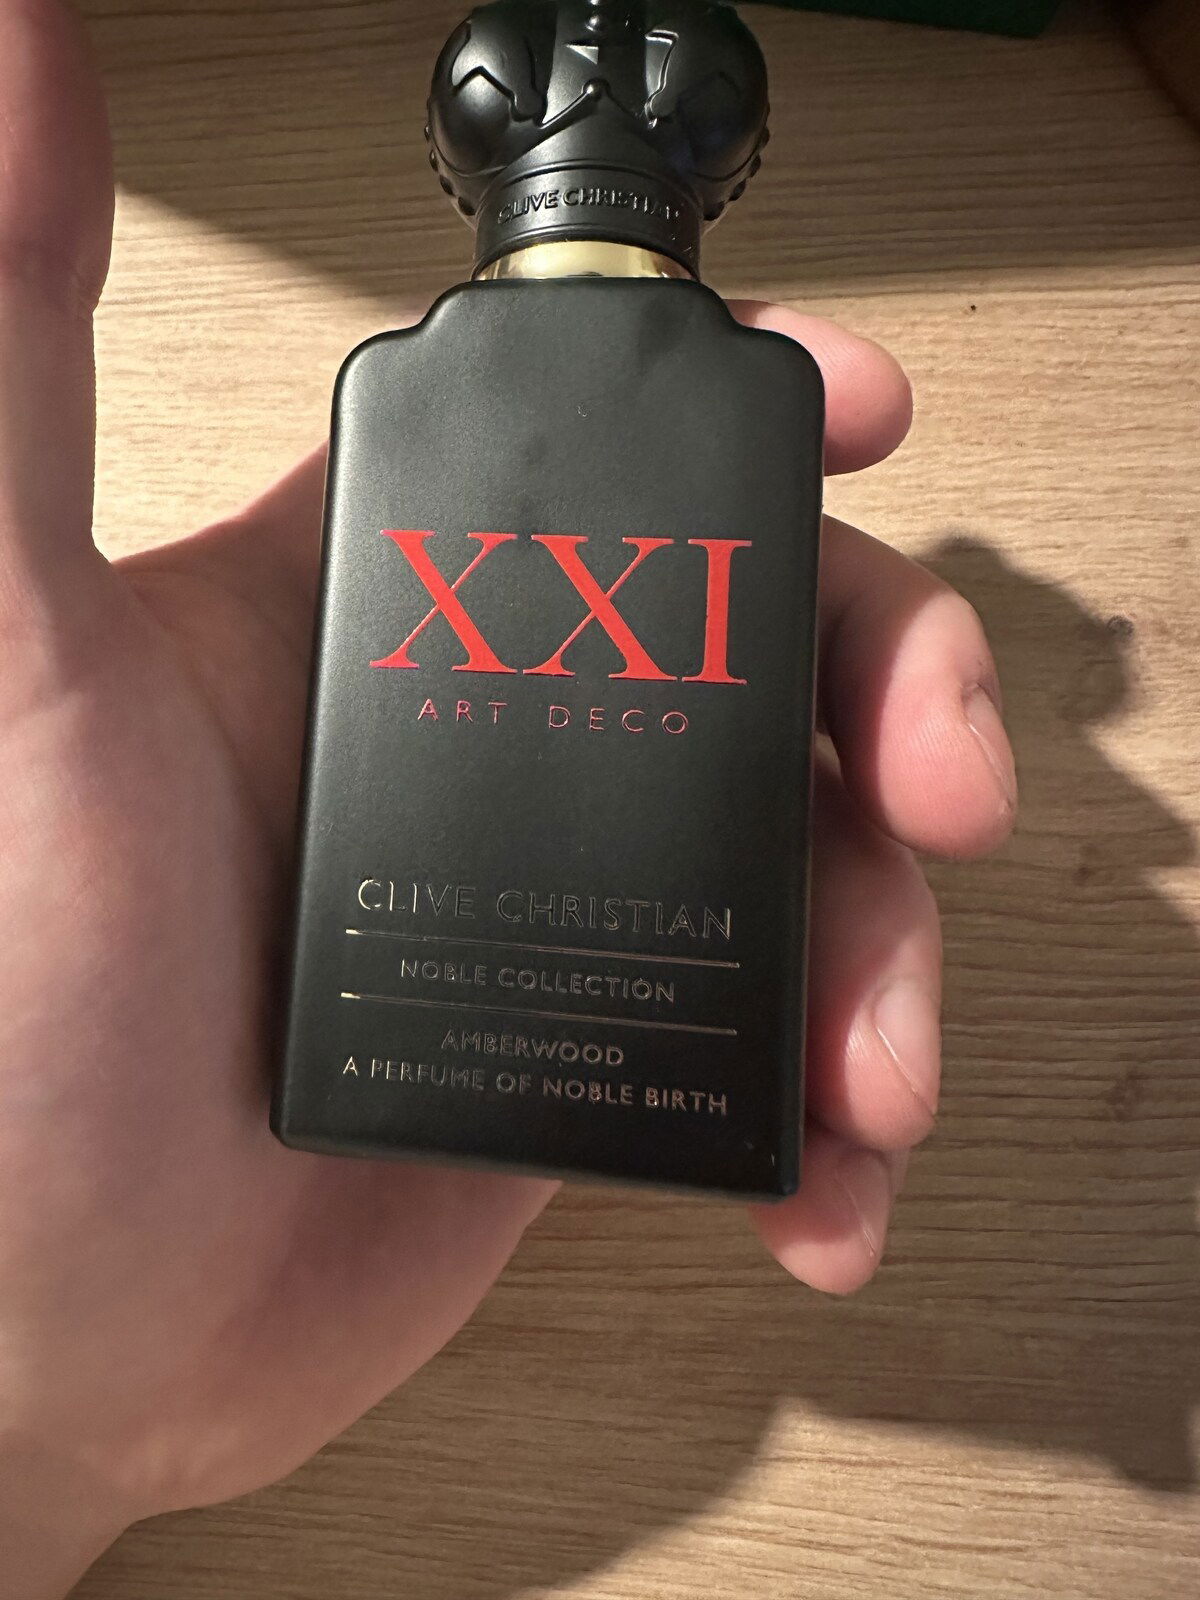 CLIVE CHRISTIAN
XXI
ART DECO
CLIVE CHRISTIAN
NOBLE COLLECTION
AMBERWOOD
A PERFUME OF NOBLE BIRTH